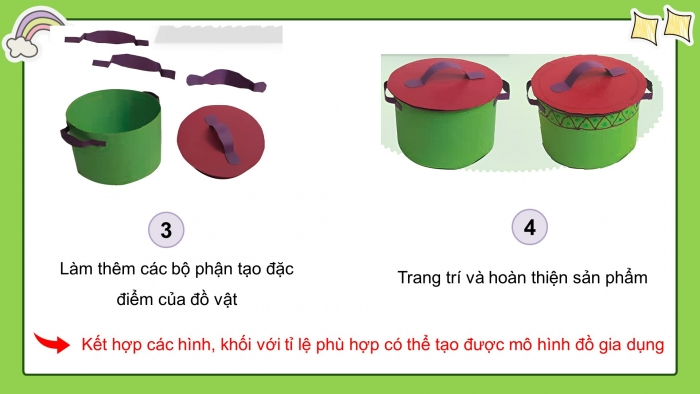 3
Làm thêm các bộ phận tạo đặc
điểm của đồ vật
4
Trang trí và hoàn thiện sản phẩm
Kết hợp các hình, khối với tỉ lệ phù hợp có thể tạo được mô hình đồ gia dụng